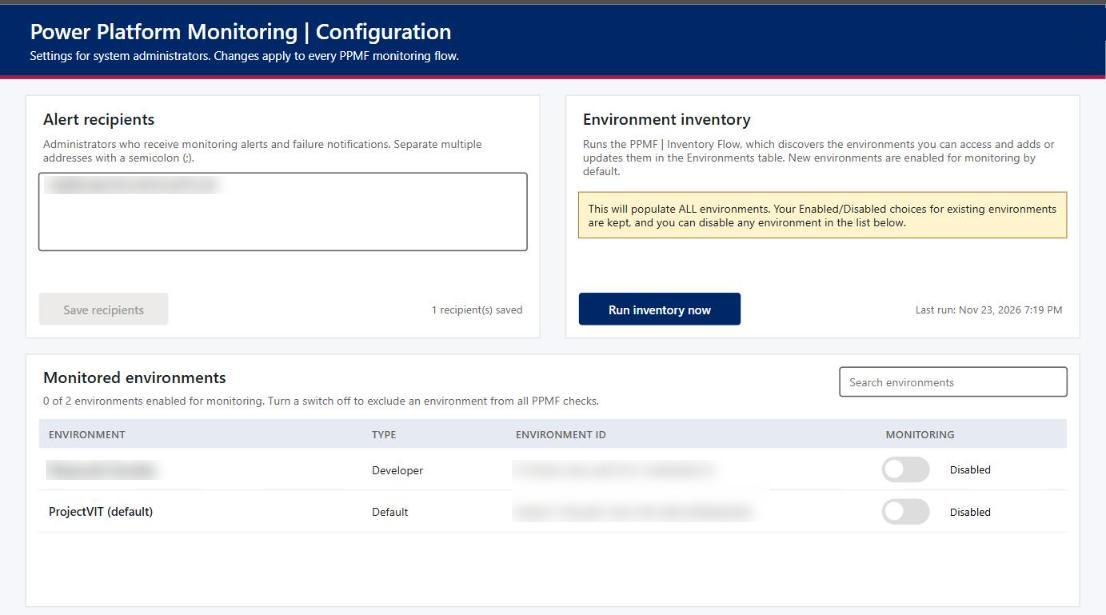 Power Platform Monitoring | Configuration
Settings for system administrators. Changes apply to every PPMF monitoring flow.
Alert recipients
Administrators who receive monitoring alerts and failure notifications. Separate multiple
addresses with a semicolon (;).
Save recipients
1 recipient(s) saved
Environment inventory
Runs the PPMF | Inventory Flow, which discovers the environments you can access and adds or
updates them in the Environments table. New environments are enabled for monitoring by
default.
This will populate ALL environments. Your Enabled/Disabled choices for existing environments
are kept, and you can disable any environment in the list below.
Run inventory now
Last run: Nov 23, 2026 7:19 PM
Monitored environments
0 of 2 environments enabled for monitoring. Turn a switch off to exclude an environment from all PPMF checks.
Search environments
ENVIRONMENT TYPE ENVIRONMENT ID MONITORING
Developer Disabled
ProjectVIT (default) Default Disabled